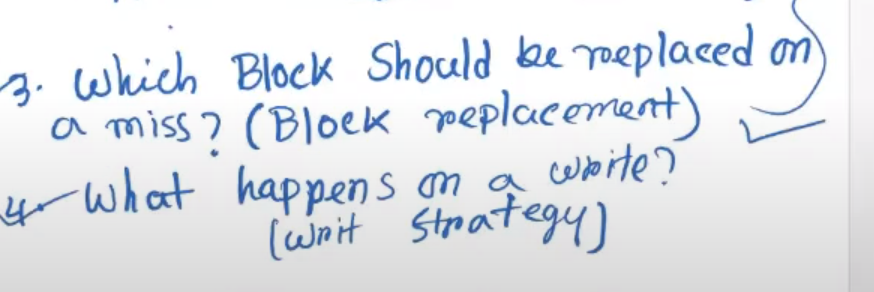 3. Which Block Should be replaced on
a miss? (Block replacement)
4. What happens on a write?
(Writ Strategy)